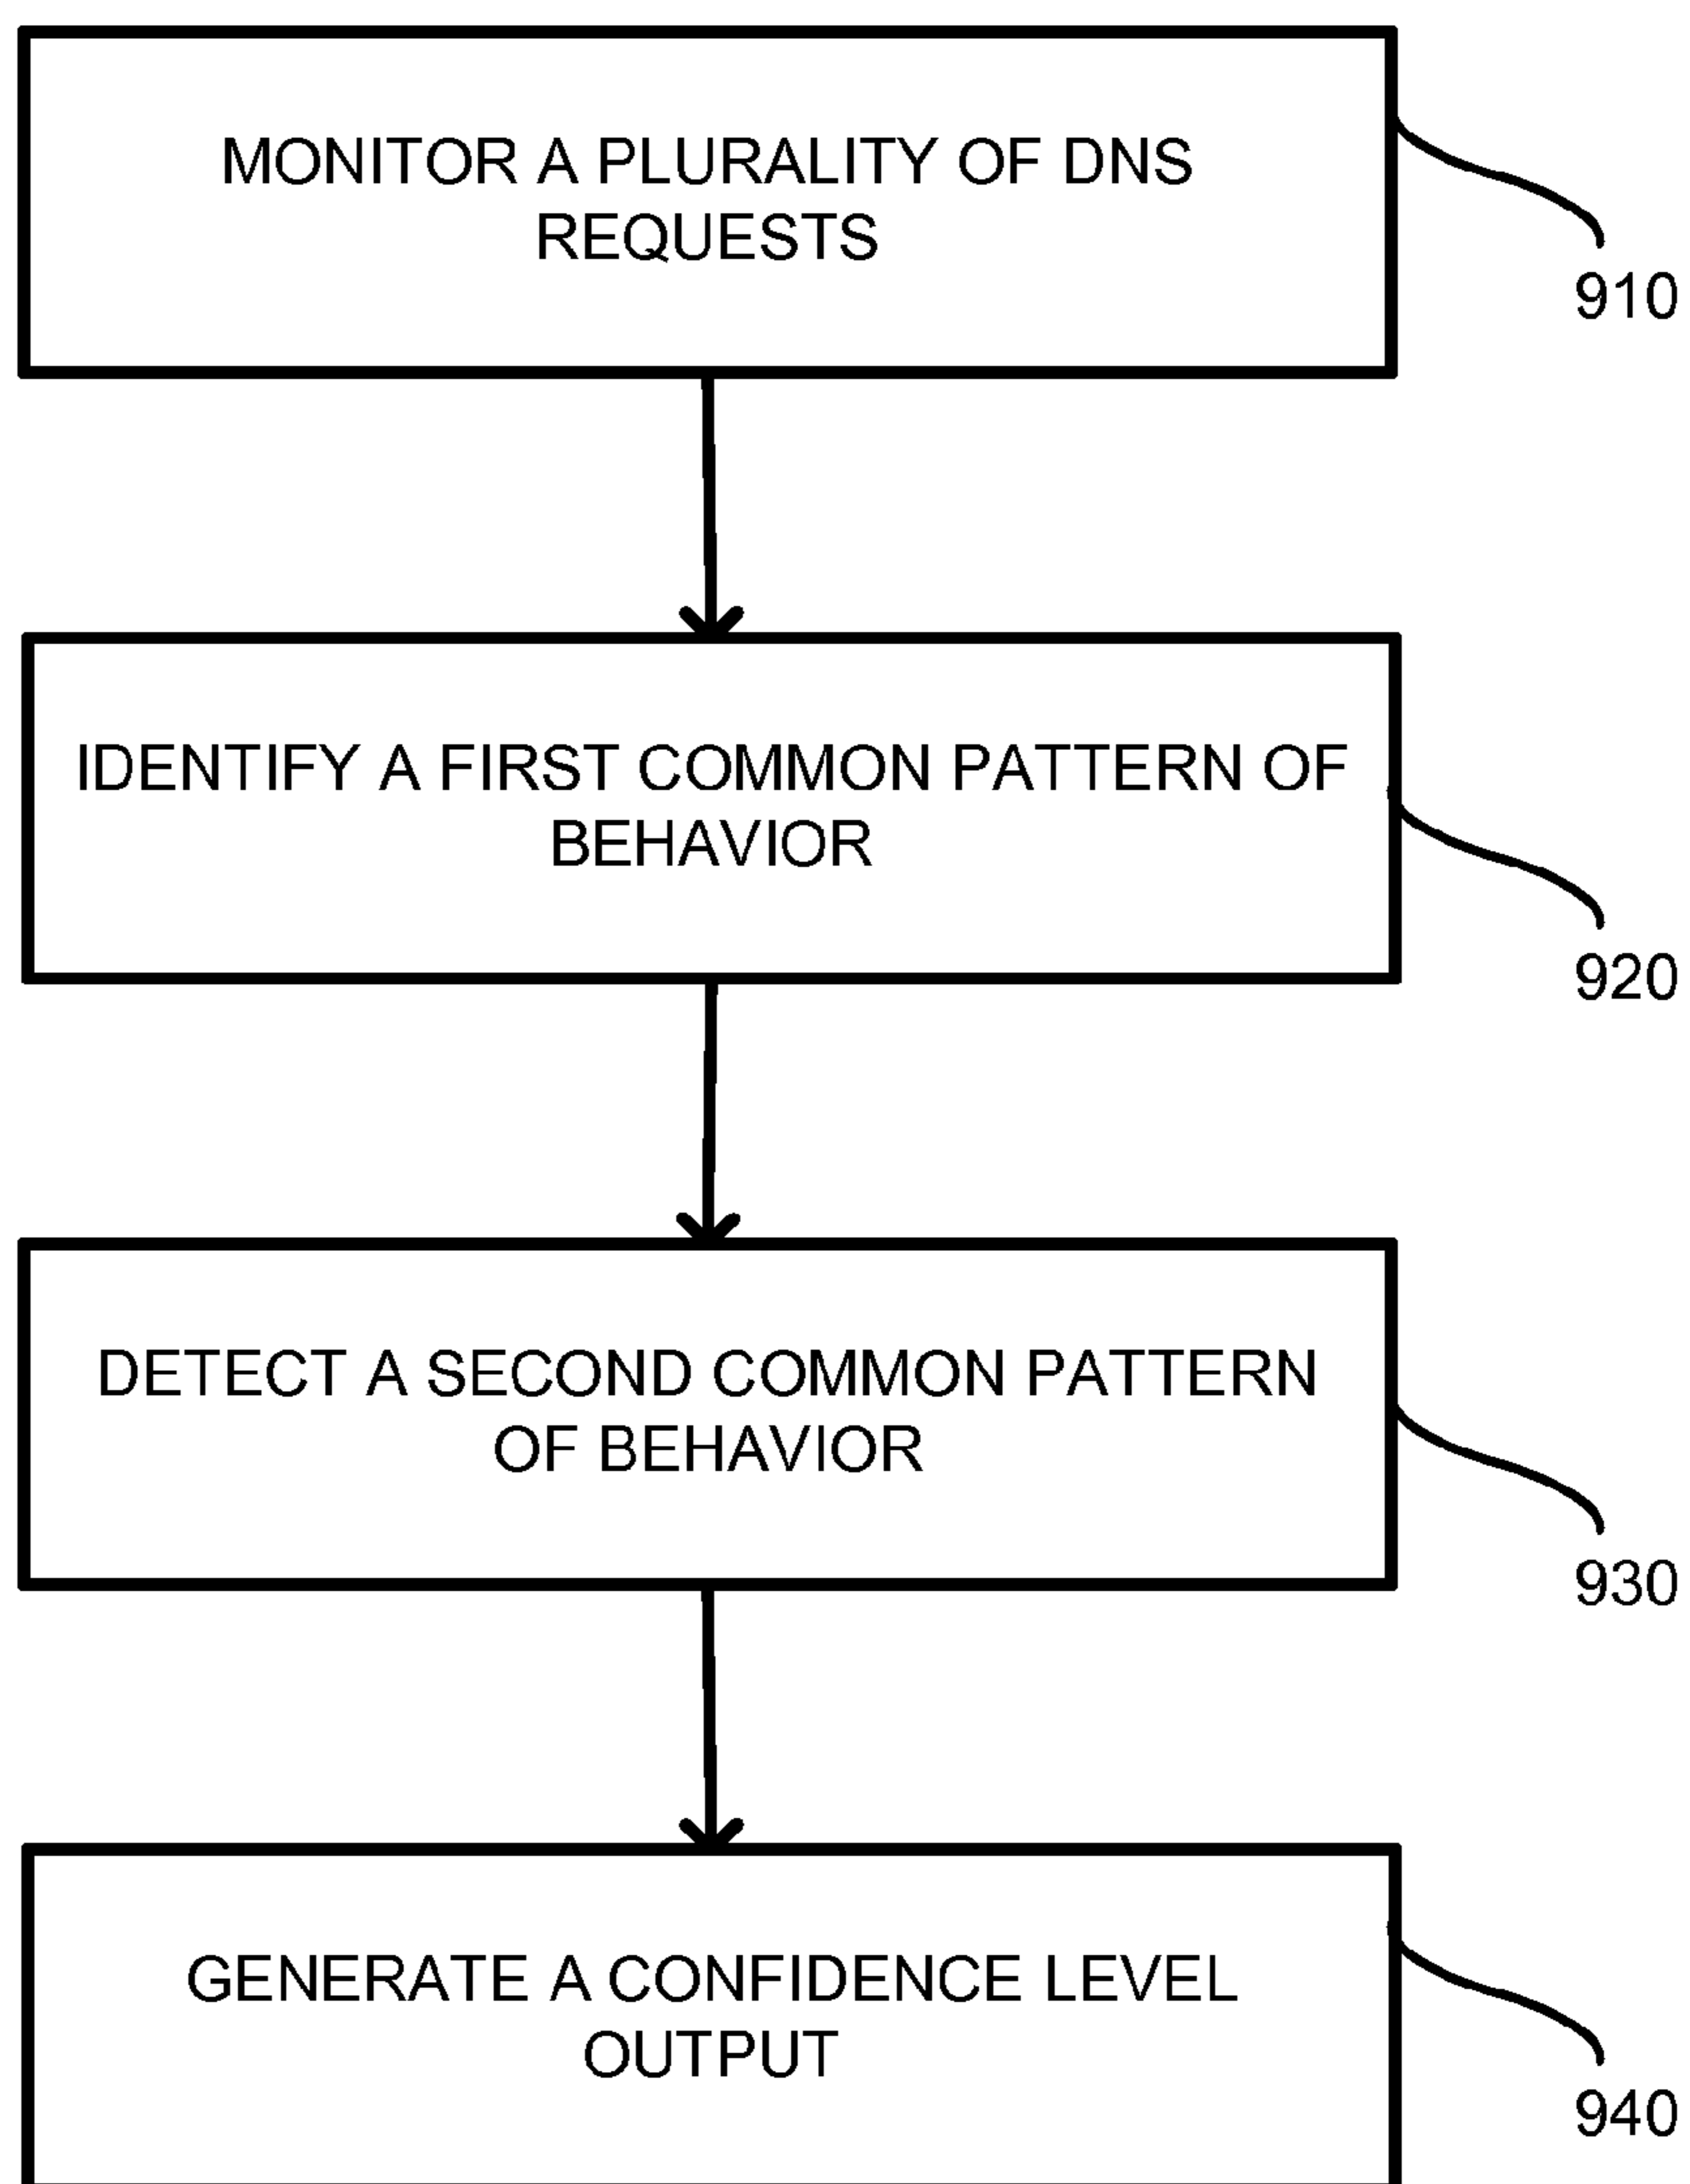 MONITOR A PLURALITY OF DNS
REQUESTS
910
IDENTIFY A FIRST COMMON PATTERN OF
BEHAVIOR
920
DETECT A SECOND COMMON PATTERN
OF BEHAVIOR
930
GENERATE A CONFIDENCE LEVEL
OUTPUT
940